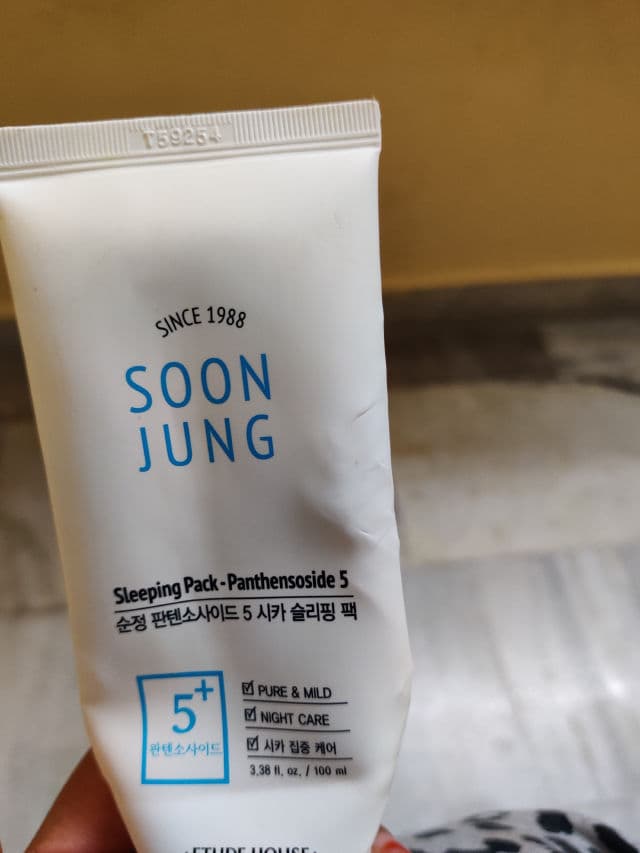 T59254
SINCE 1988
SOON
JUNG
Sleeping Pack-Panthensoside 5
순정 판텐소사이드 5 시카 슬리핑 팩
5+
판텐소사이드
☑ PURE & MILD
☑ NIGHT CARE
☑ 시카 집중 케어
3.38 fl. oz. / 100 ml
ETUDE HOUSE